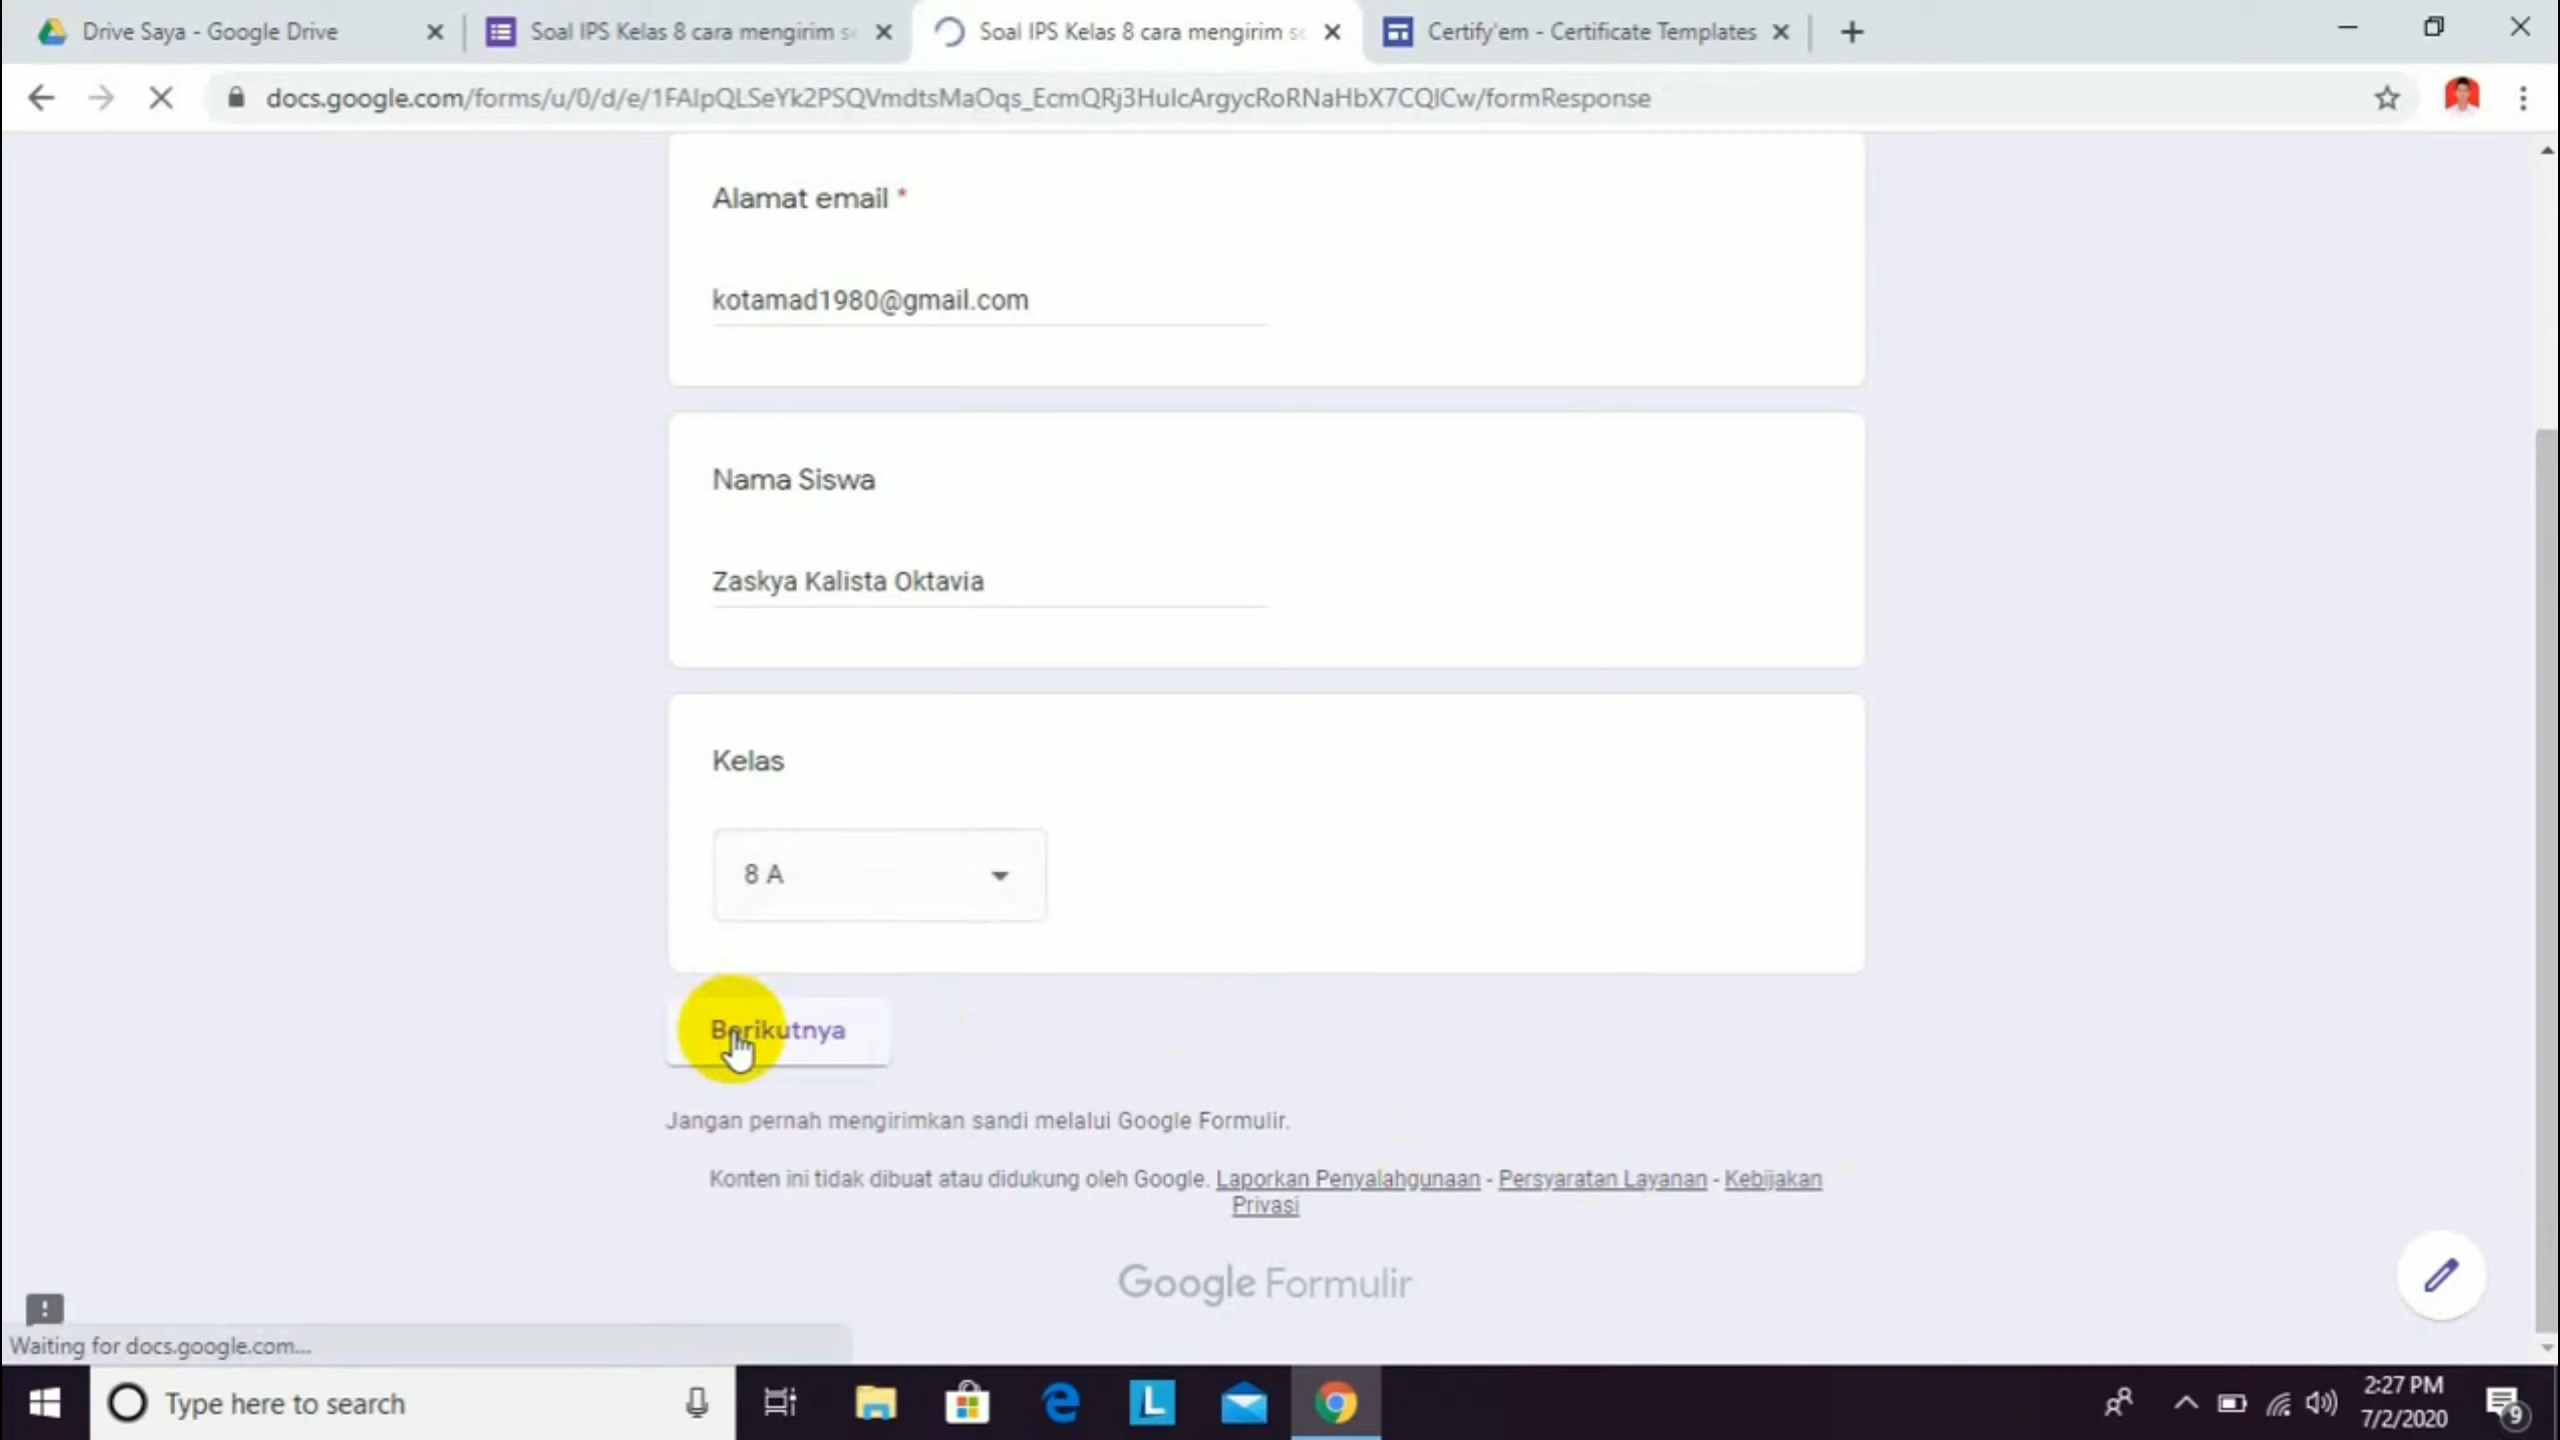 Drive Saya - Google Drive
Soal IPS Kelas 8 cara mengirim se
Soal IPS Kelas 8 cara mengirim se
Certify'em - Certificate Templates
docs.google.com/forms/u/0/d/e/1FAIpQLSeYk2PSQVmdtsMaOqs_EcmQRj3HulcArgycRoRNaHbX7CQlCw/formResponse
Alamat email *
kotamad1980@gmail.com
Nama Siswa
Zaskya Kalista Oktavia
Kelas
8 A
Berikutnya
Jangan pernah mengirimkan sandi melalui Google Formulir.
Konten ini tidak dibuat atau didukung oleh Google. Laporkan Penyalahgunaan - Persyaratan Layanan - Kebijakan
Privasi
Google Formulir
Waiting for docs.google.com...
Type here to search
L
2:27 PM
7/2/2020
9